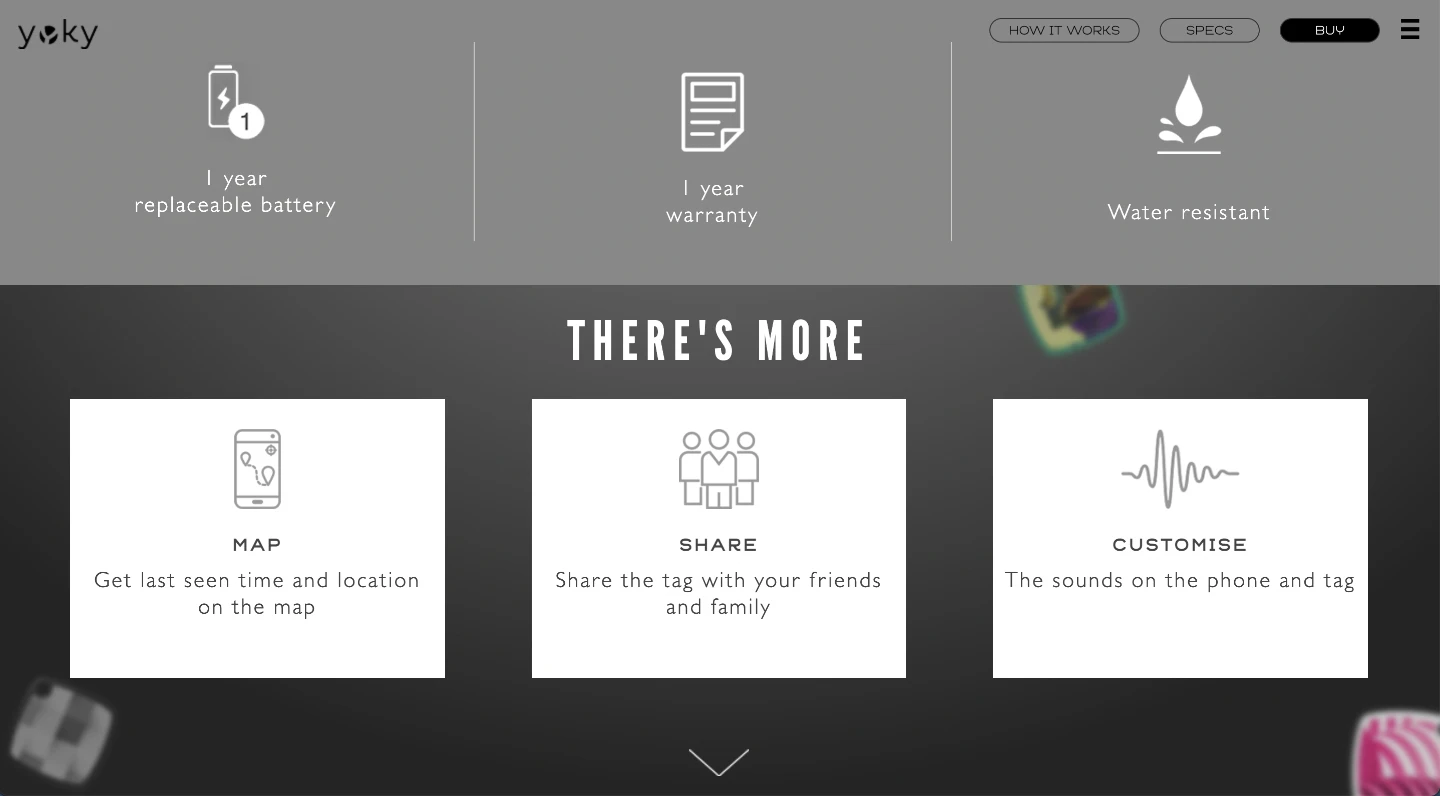 yoky
HOW IT WORKS
SPECS
BUY
1
1 year
replaceable battery
1 year
warranty
Water resistant
THERE'S MORE
MAP
Get last seen time and location
on the map
SHARE
Share the tag with your friends
and family
CUSTOMISE
The sounds on the phone and tag